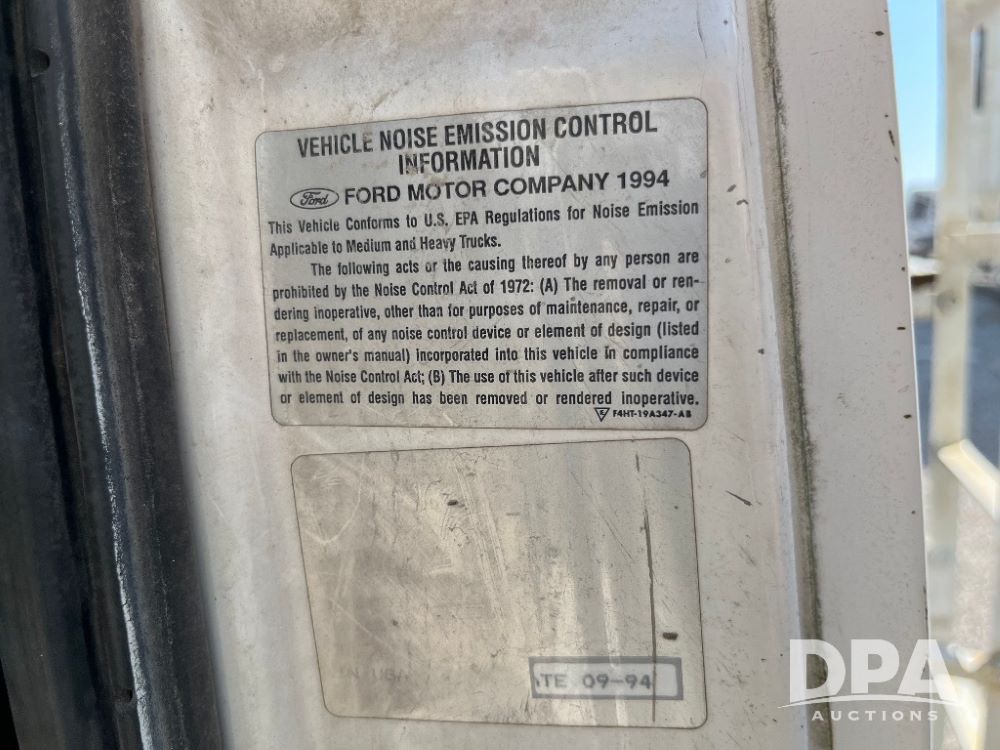 VEHICLE NOISE EMISSION CONTROL
INFORMATION
Ford FORD MOTOR COMPANY 1994
This Vehicle Conforms to U.S. EPA Regulations for Noise Emission
Applicable to Medium and Heavy Trucks.
The following acts or the causing thereof by any person are
prohibited by the Noise Control Act of 1972: (A) The removal or ren-
dering inoperative, other than for purposes of maintenance, repair, or
replacement, of any noise control device or element of design (listed
in the owner's manual) incorporated into this vehicle in compliance
with the Noise Control Act; (B) The use of this vehicle after such device
or element of design has been removed or rendered inoperative.
E F4HT-19A347-AB
TE 09-94
DPA
AUCTIONS